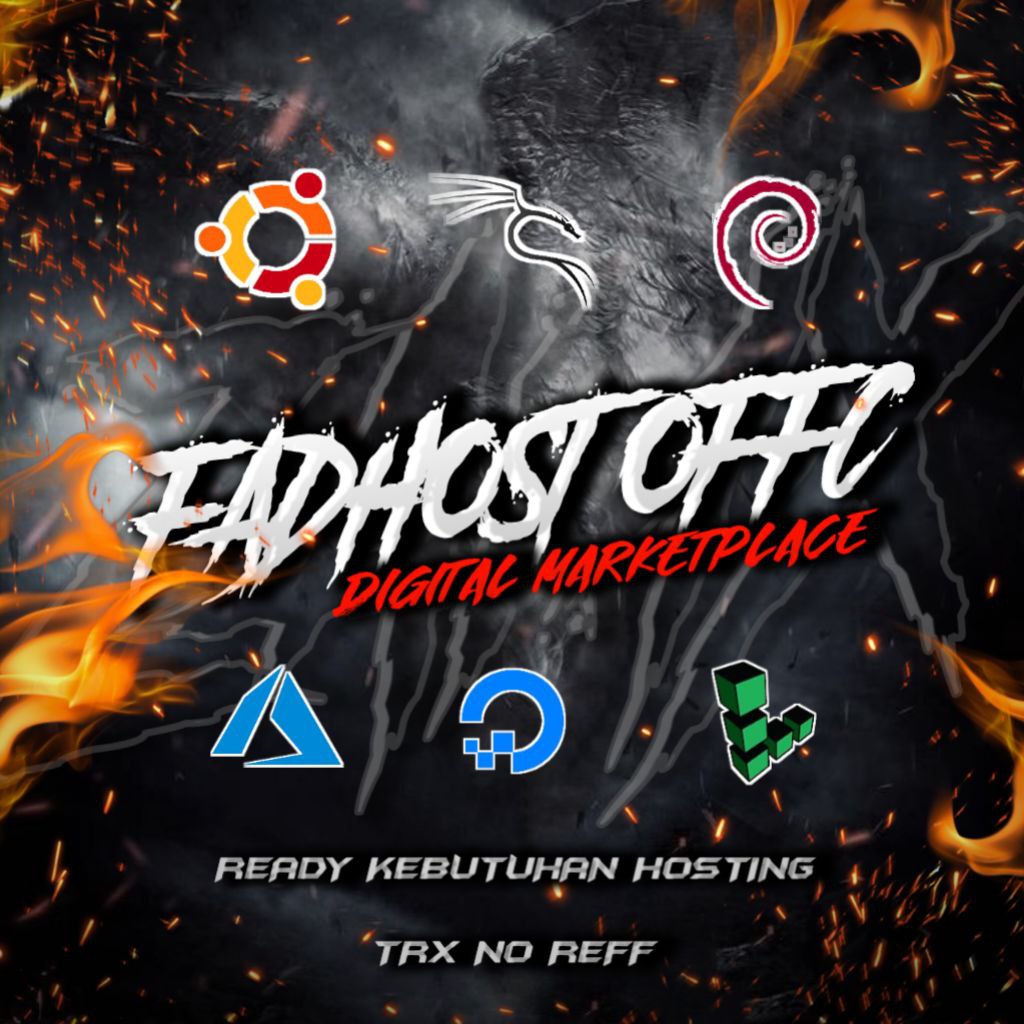 FADHOST OFFC
DIGITAL MARKETPLACE
READY KEBUTUHAN HOSTING
TRX NO REFF